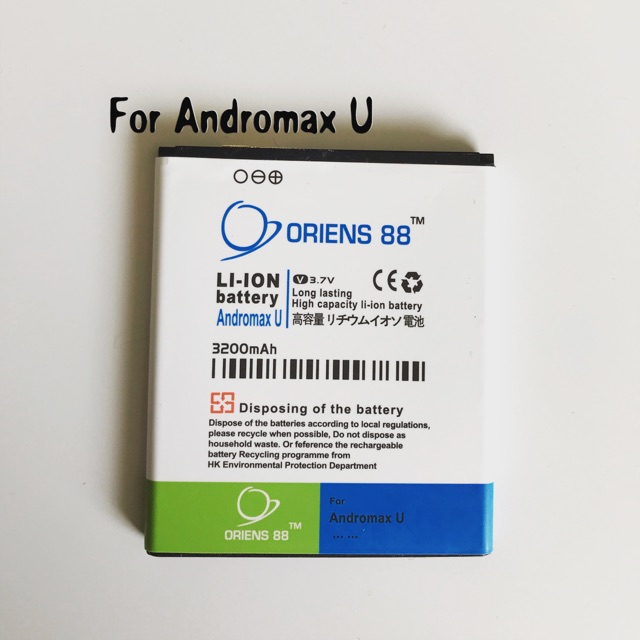 For Andromax U
ORIENS 88™
LI-ION
battery
Andromax U
V 3.7V
Long lasting
High capacity li-ion battery
高容量リチウムイオソ電池
3200mAh
Disposing of the battery
Dispose of the batteries according to local regulations,
please recycle when possible, Do not dispose as
household waste. Or reference the rechargeable
battery Recycling programme from
HK Environmental Protection Department
ORIENS 88™
For
Andromax U
... ...